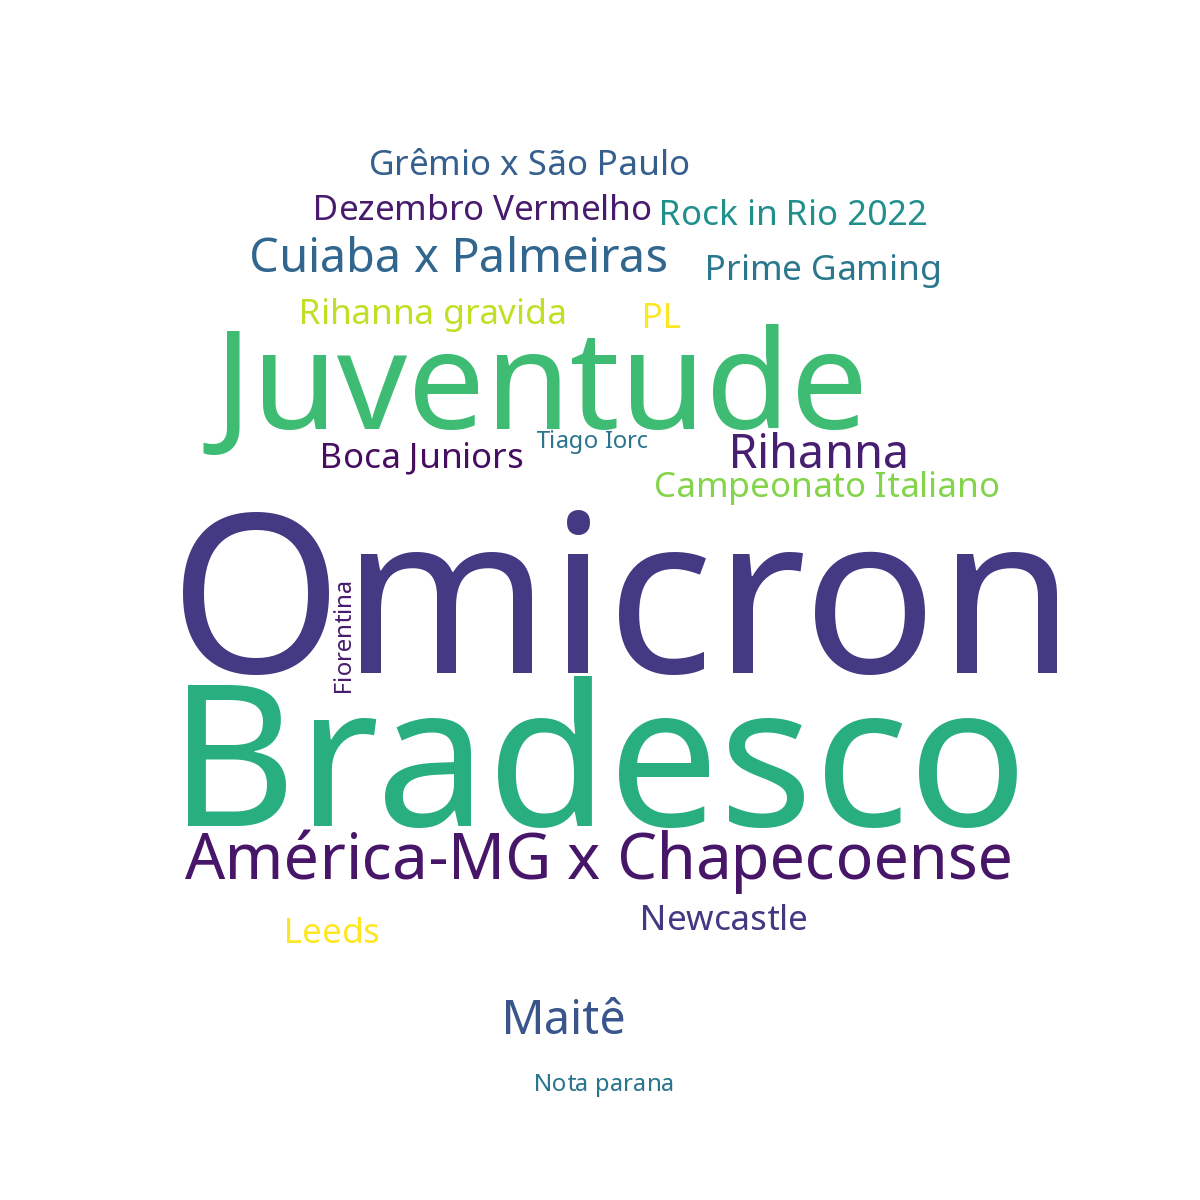 Grêmio x São Paulo
Dezembro Vermelho
Rock in Rio 2022
Cuiaba x Palmeiras
Prime Gaming
Rihanna gravida
PL
Juventude
Tiago Iorc
Boca Juniors
Rihanna
Campeonato Italiano
Omicron
Fiorentina
Bradesco
América-MG x Chapecoense
Newcastle
Leeds
Maitê
Nota parana